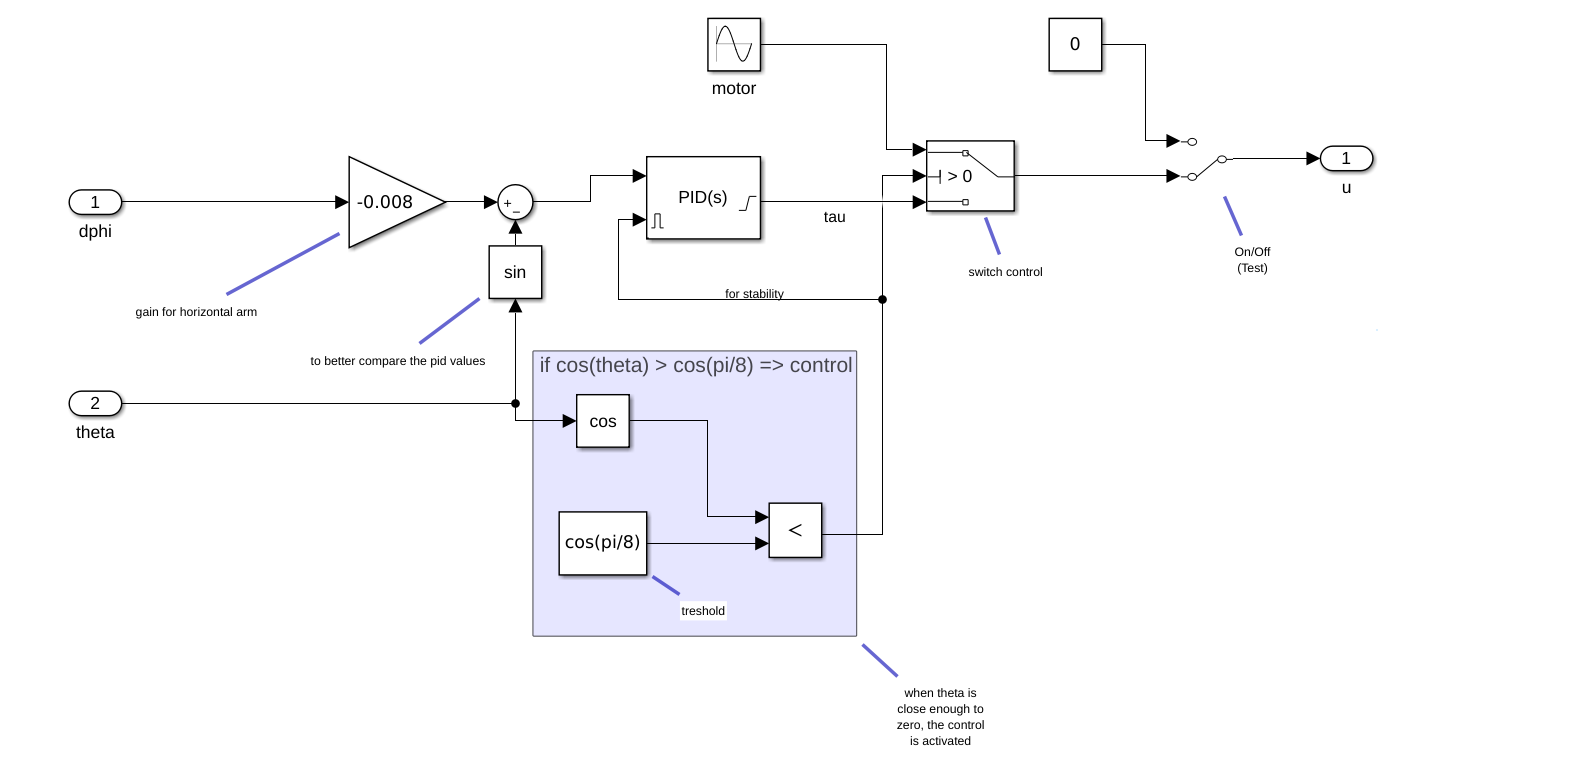 0
motor
> 0
1
u
1
dphi
-0.008
+
−
PID(s)
tau
On/Off
(Test)
switch control
sin
for stability
gain for horizontal arm
to better compare the pid values
if cos(theta) > cos(pi/8) => control
2
theta
cos
<
cos(pi/8)
treshold
when theta is
close enough to
zero, the control
is activated